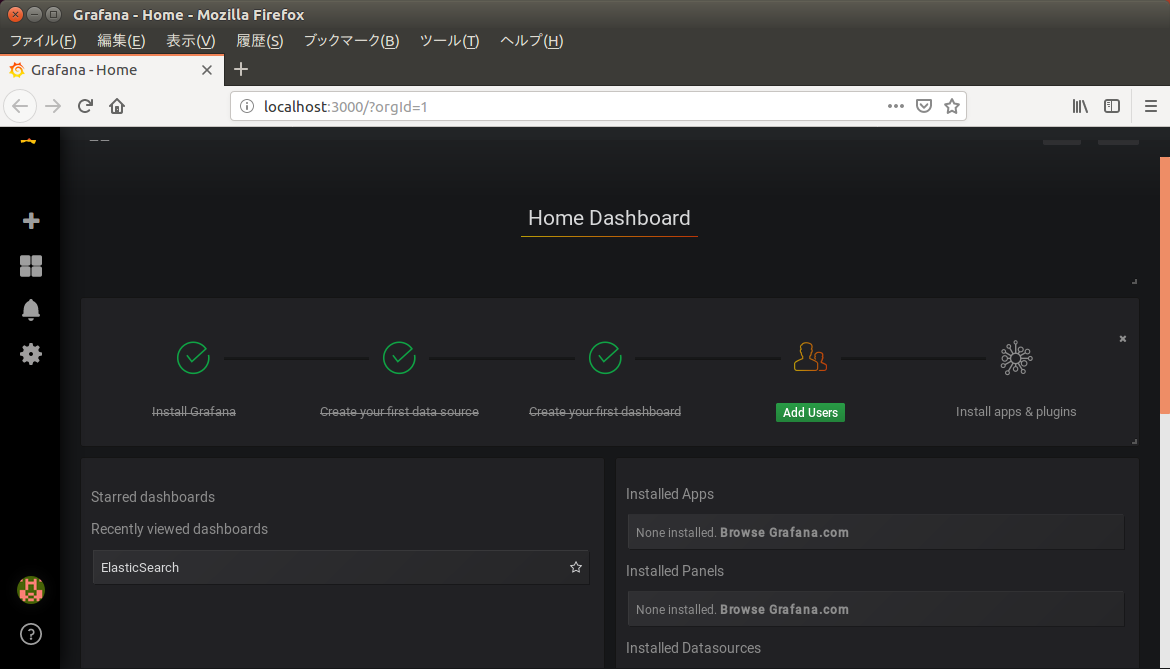 Grafana - Home - Mozilla Firefox
ファイル(F) 編集(E) 表示(V) 履歴(S) ブックマーク(B) ツール(T) ヘルプ(H)
Grafana - Home
localhost:3000/?orgId=1
Home Dashboard
Install Grafana
Create your first data source
Create your first dashboard
Add Users
Install apps & plugins
Starred dashboards
Recently viewed dashboards
ElasticSearch
Installed Apps
None installed. Browse Grafana.com
Installed Panels
None installed. Browse Grafana.com
Installed Datasources